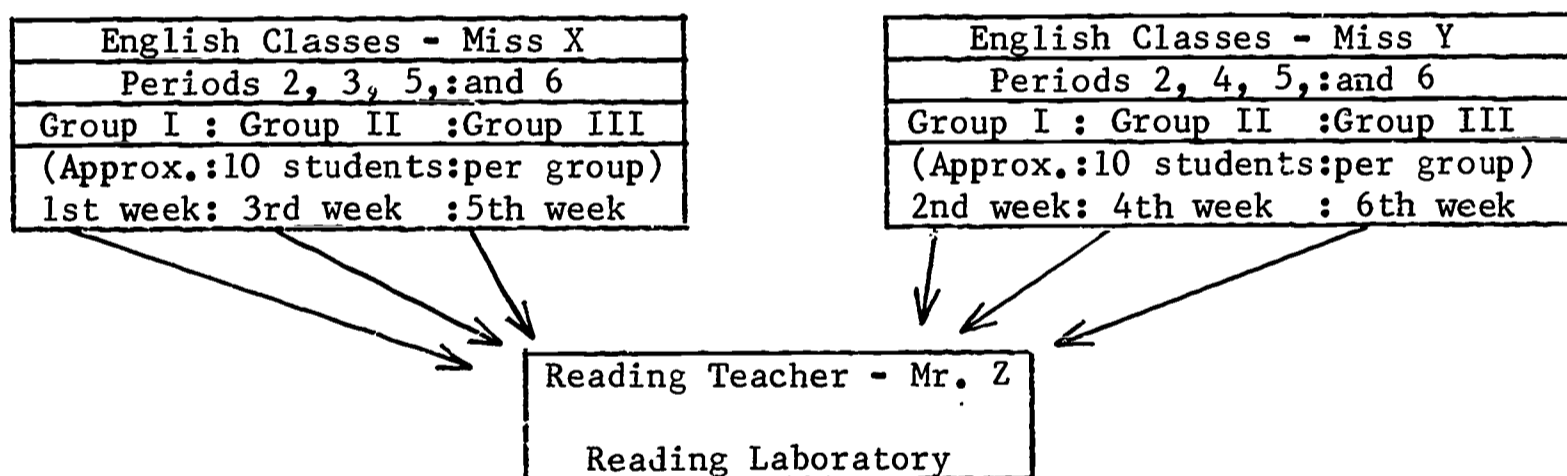 English Classes - Miss X
Periods 2, 3, 5,:and 6
Group I : Group II :Group III
(Approx.:10 students:per group)
1st week: 3rd week :5th week
English Classes - Miss Y
Periods 2, 4, 5,:and 6
Group I : Group II :Group III
(Approx.:10 students:per group)
2nd week: 4th week : 6th week
Reading Teacher - Mr. Z
Reading Laboratory